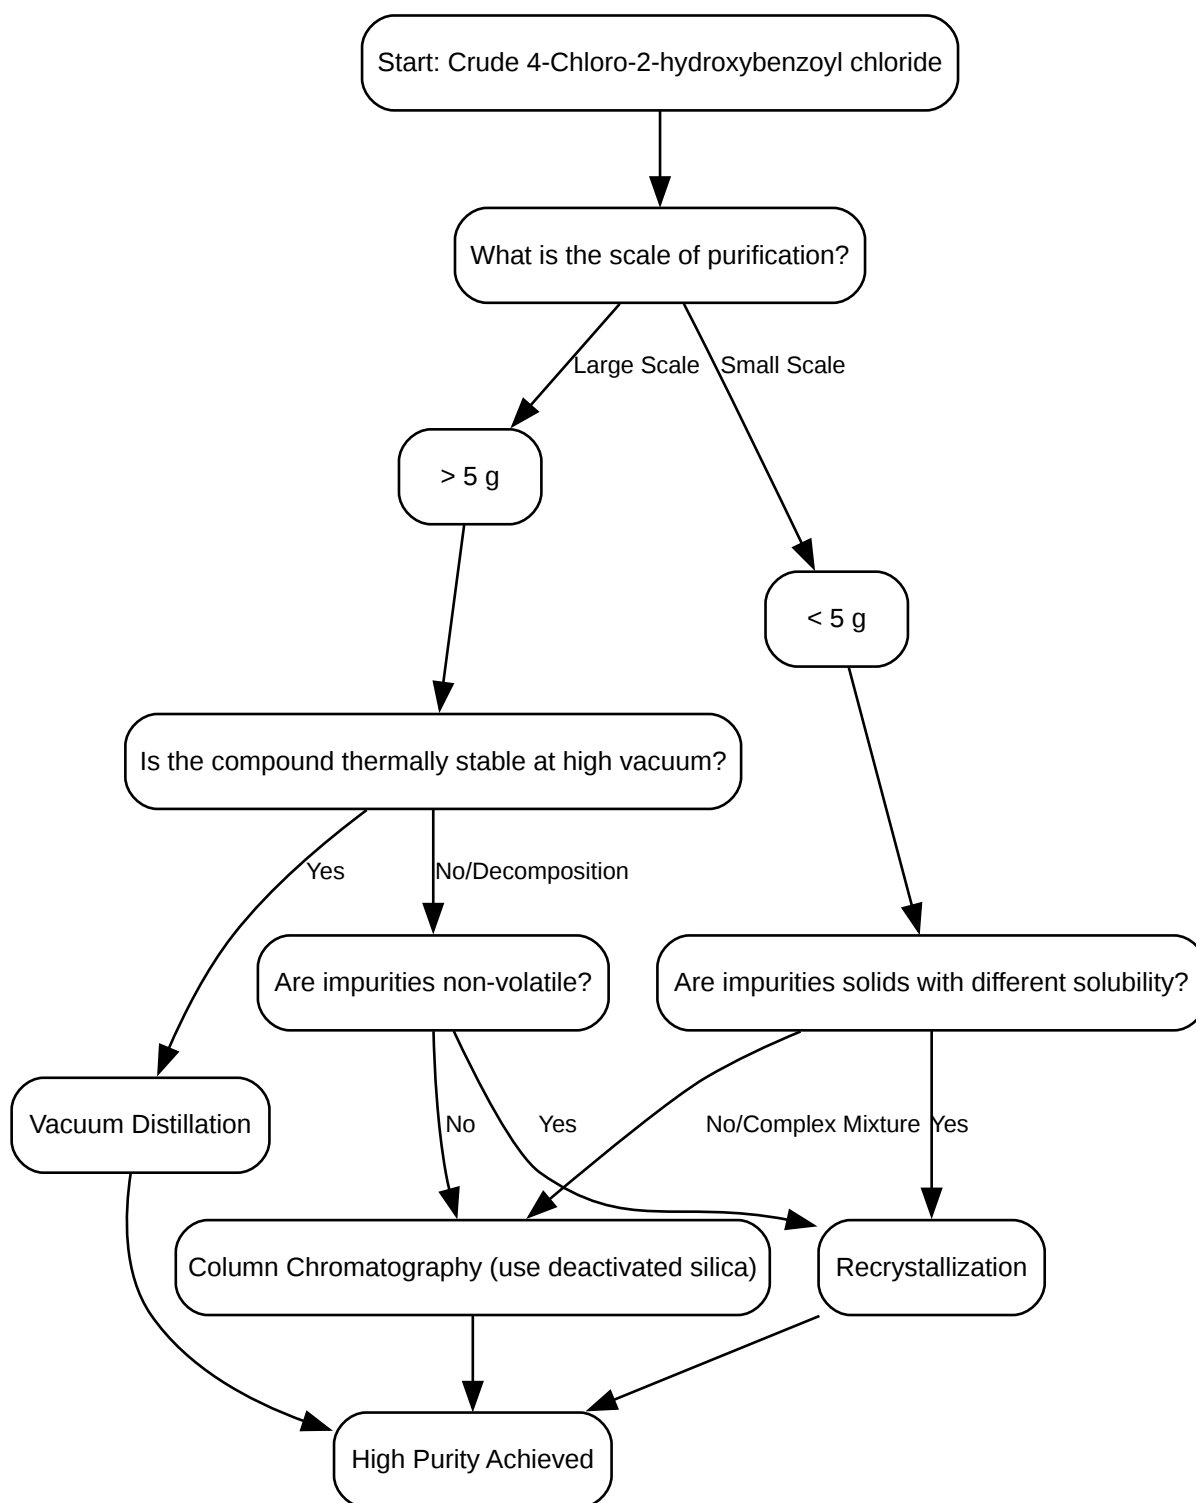 Start: Crude 4-Chloro-2-hydroxybenzoyl chloride
What is the scale of purification?
Large Scale
Small Scale
> 5 g
< 5 g
Is the compound thermally stable at high vacuum?
Yes
No/Decomposition
Are impurities non-volatile?
Are impurities solids with different solubility?
Vacuum Distillation
No
Yes
No/Complex Mixture
Yes
Column Chromatography (use deactivated silica)
Recrystallization
High Purity Achieved